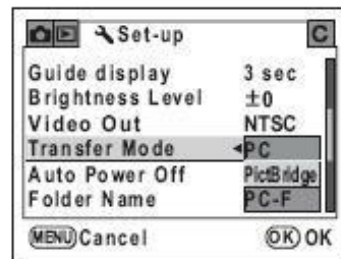 Set-up C
Guide display 3 sec
Brightness Level ±0
Video Out NTSC
Transfer Mode PC
Auto Power Off PictBridge
Folder Name PC-F
MENU Cancel OK OK